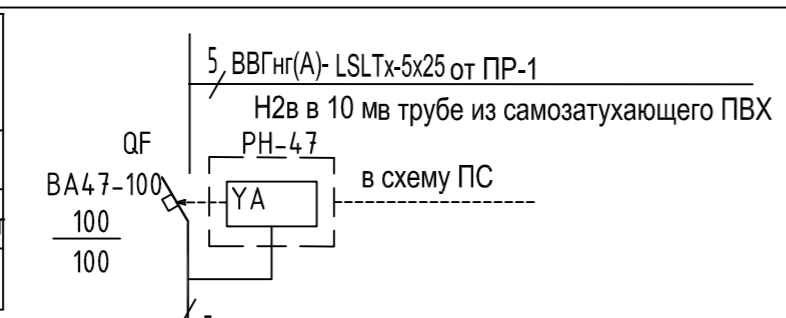 5 ВВГнг(А)- LSLTx-5x25 от ПР-1
Н2в в 10 мв трубе из самозатухающего ПВХ
QF
РН-47
ВА47-100
YA
в схему ПС
100
100